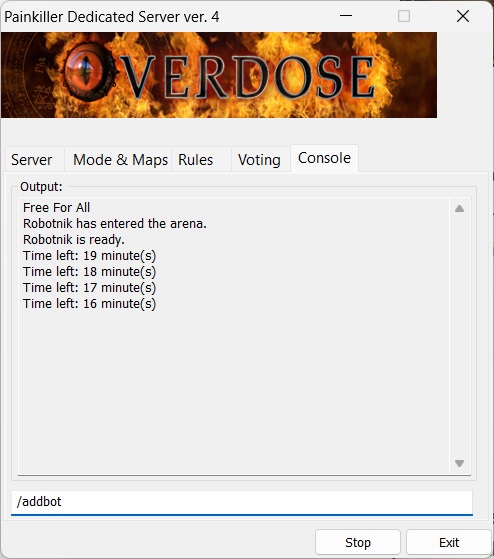 Painkiller Dedicated Server ver. 4
OVERDOSE
Server Mode & Maps Rules Voting Console
Output:
Free For All
Robotnik has entered the arena.
Robotnik is ready.
Time left: 19 minute(s)
Time left: 18 minute(s)
Time left: 17 minute(s)
Time left: 16 minute(s)
/addbot
Stop Exit